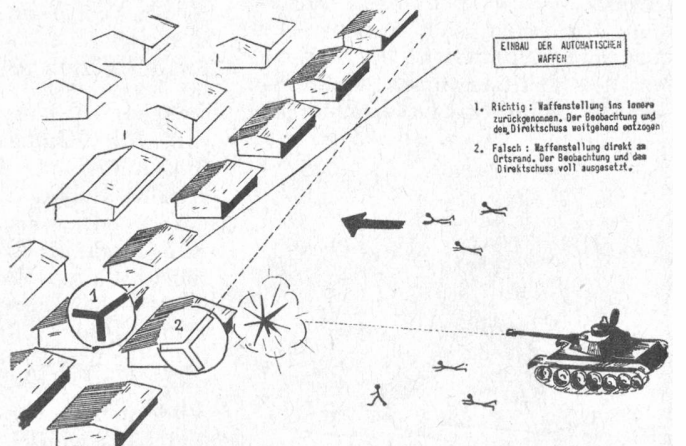 EINBAU DER AUTOMATISCHEN
WAFFEN
1. Richtig : Waffenstellung ins Innere
zurückgenommen. Der Beobachtung und
dem Direktschuss weitgehend entzogen
2. Falsch : Waffenstellung direkt am
Ortsrand. Der Beobachtung und dem
Direktschuss voll ausgesetzt.
1
2